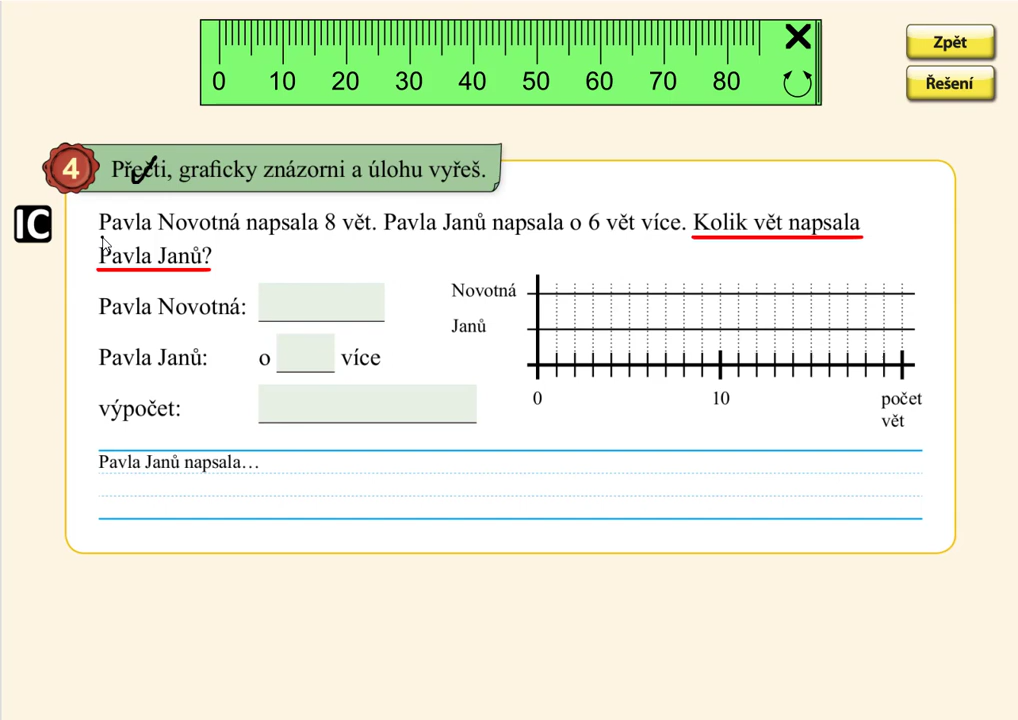 0 10 20 30 40 50 60 70 80
Zpět
Řešení
4 Přečti, graficky znázorni a úlohu vyřeš.
IC
Pavla Novotná napsala 8 vět. Pavla Janů napsala o 6 vět více. Kolik vět napsala
Pavla Janů?
Pavla Novotná:
Pavla Janů: o více
výpočet:
Novotná
Janů
0 10 počet
vět
Pavla Janů napsala…